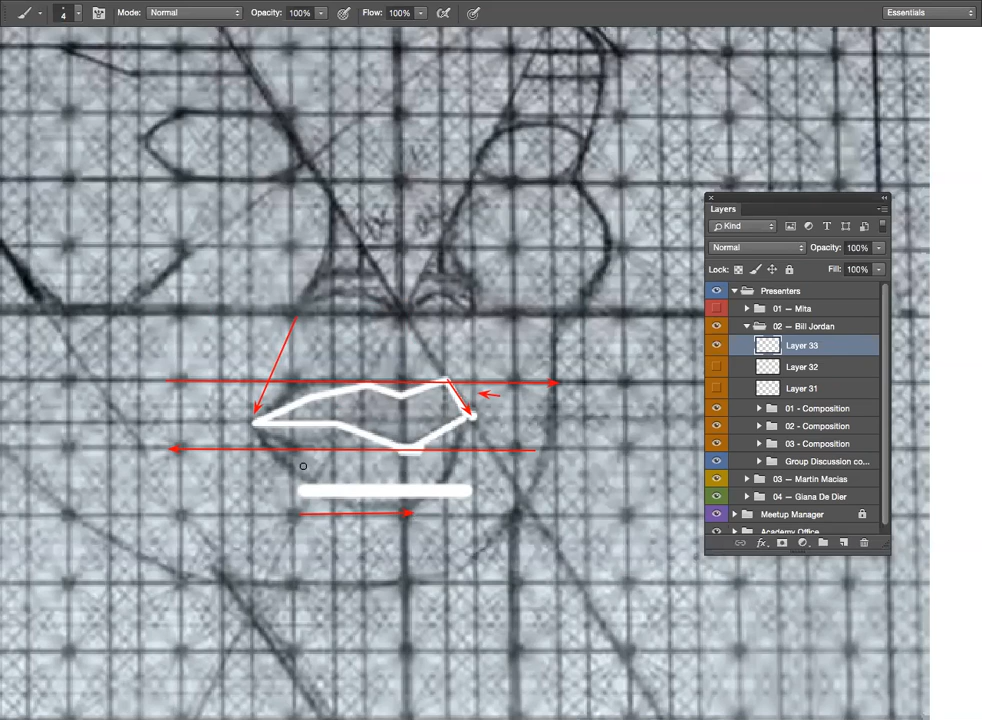 4 Mode: Normal Opacity: 100% Flow: 100% Essentials
Layers
Kind
Normal Opacity: 100%
Lock: Fill: 100%
Presenters
01 — Mita
02 — Bill Jordan
Layer 33
Layer 32
Layer 31
01 - Composition
02 - Composition
03 - Composition
Group Discussion co...
03 — Martin Macias
04 — Giana De Dier
Meetup Manager
Academy Office
fx